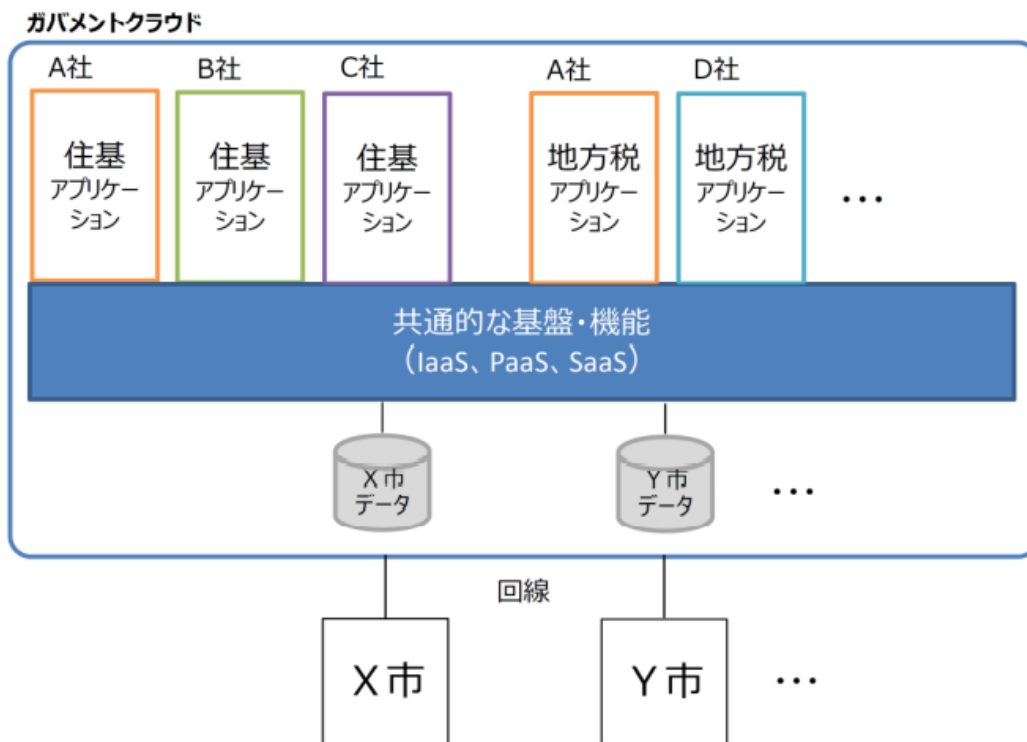 ガバメントクラウド
A社
B社
C社
A社
D社
住基
アプリケー
ション
住基
アプリケー
ション
住基
アプリケー
ション
地方税
アプリケー
ション
地方税
アプリケー
ション
…
共通的な基盤・機能
（IaaS、PaaS、SaaS）
X市
データ
Y市
データ
…
回線
X市
Y市
…